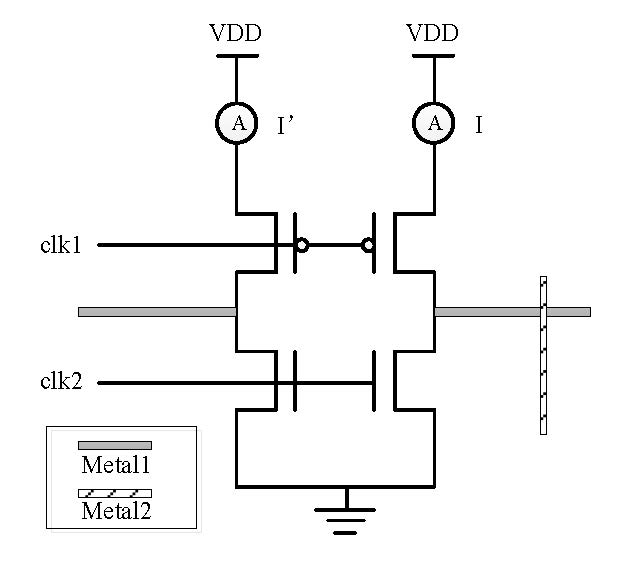 VDD VDD
A I' A I
clk1
clk2
Metal1
Metal2